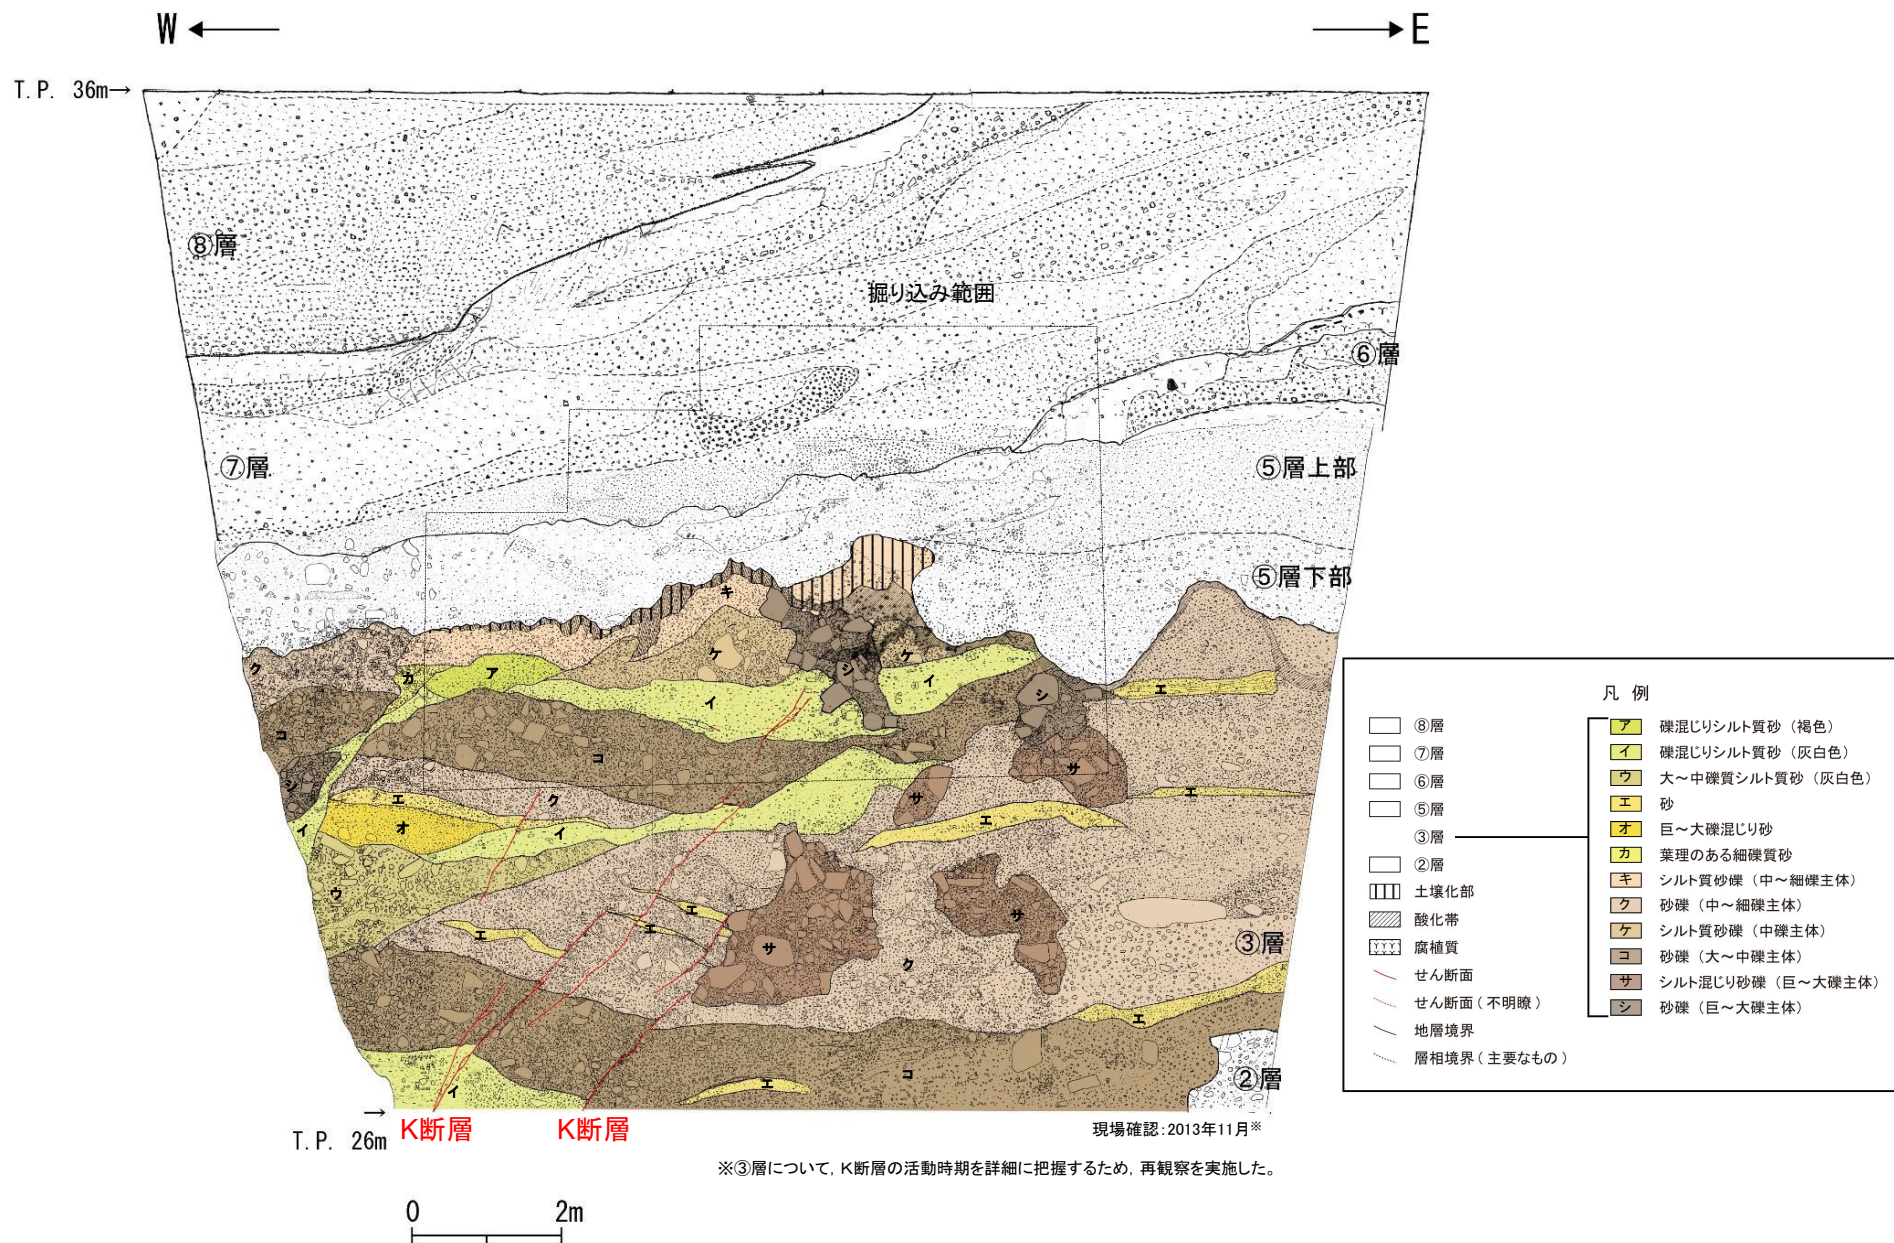 W
E
T.P. 36m→
⑧層
掘り込み範囲
⑥層
⑦層
⑤層上部
⑤層下部
キ
ケ
ケ
ク
カ
ア
シ
イ
イ
シ
エ
コ
コ
サ
シ
エ
ク
サ
エ
オ
エ
イ
イ
ウ
エ
エ
エ
サ
サ
ク
③層
エ
コ
エ
イ
②層
→
T.P. 26m
K断層
K断層
現場確認:2013年11月※
※③層について,K断層の活動時期を詳細に把握するため,再観察を実施した。
0 2m
凡 例
⑧層
⑦層
⑥層
⑤層
③層
②層
土壌化部
酸化帯
腐植質
せん断面
せん断面(不明瞭)
地層境界
層相境界(主要なもの)
ア 礫混じりシルト質砂(褐色)
イ 礫混じりシルト質砂(灰白色)
ウ 大~中礫質シルト質砂(灰白色)
エ 砂
オ 巨~大礫混じり砂
カ 葉理のある細礫質砂
キ シルト質砂礫(中~細礫主体)
ク 砂礫(中~細礫主体)
ケ シルト質砂礫(中礫主体)
コ 砂礫(大~中礫主体)
サ シルト混じり砂礫(巨~大礫主体)
シ 砂礫(巨~大礫主体)